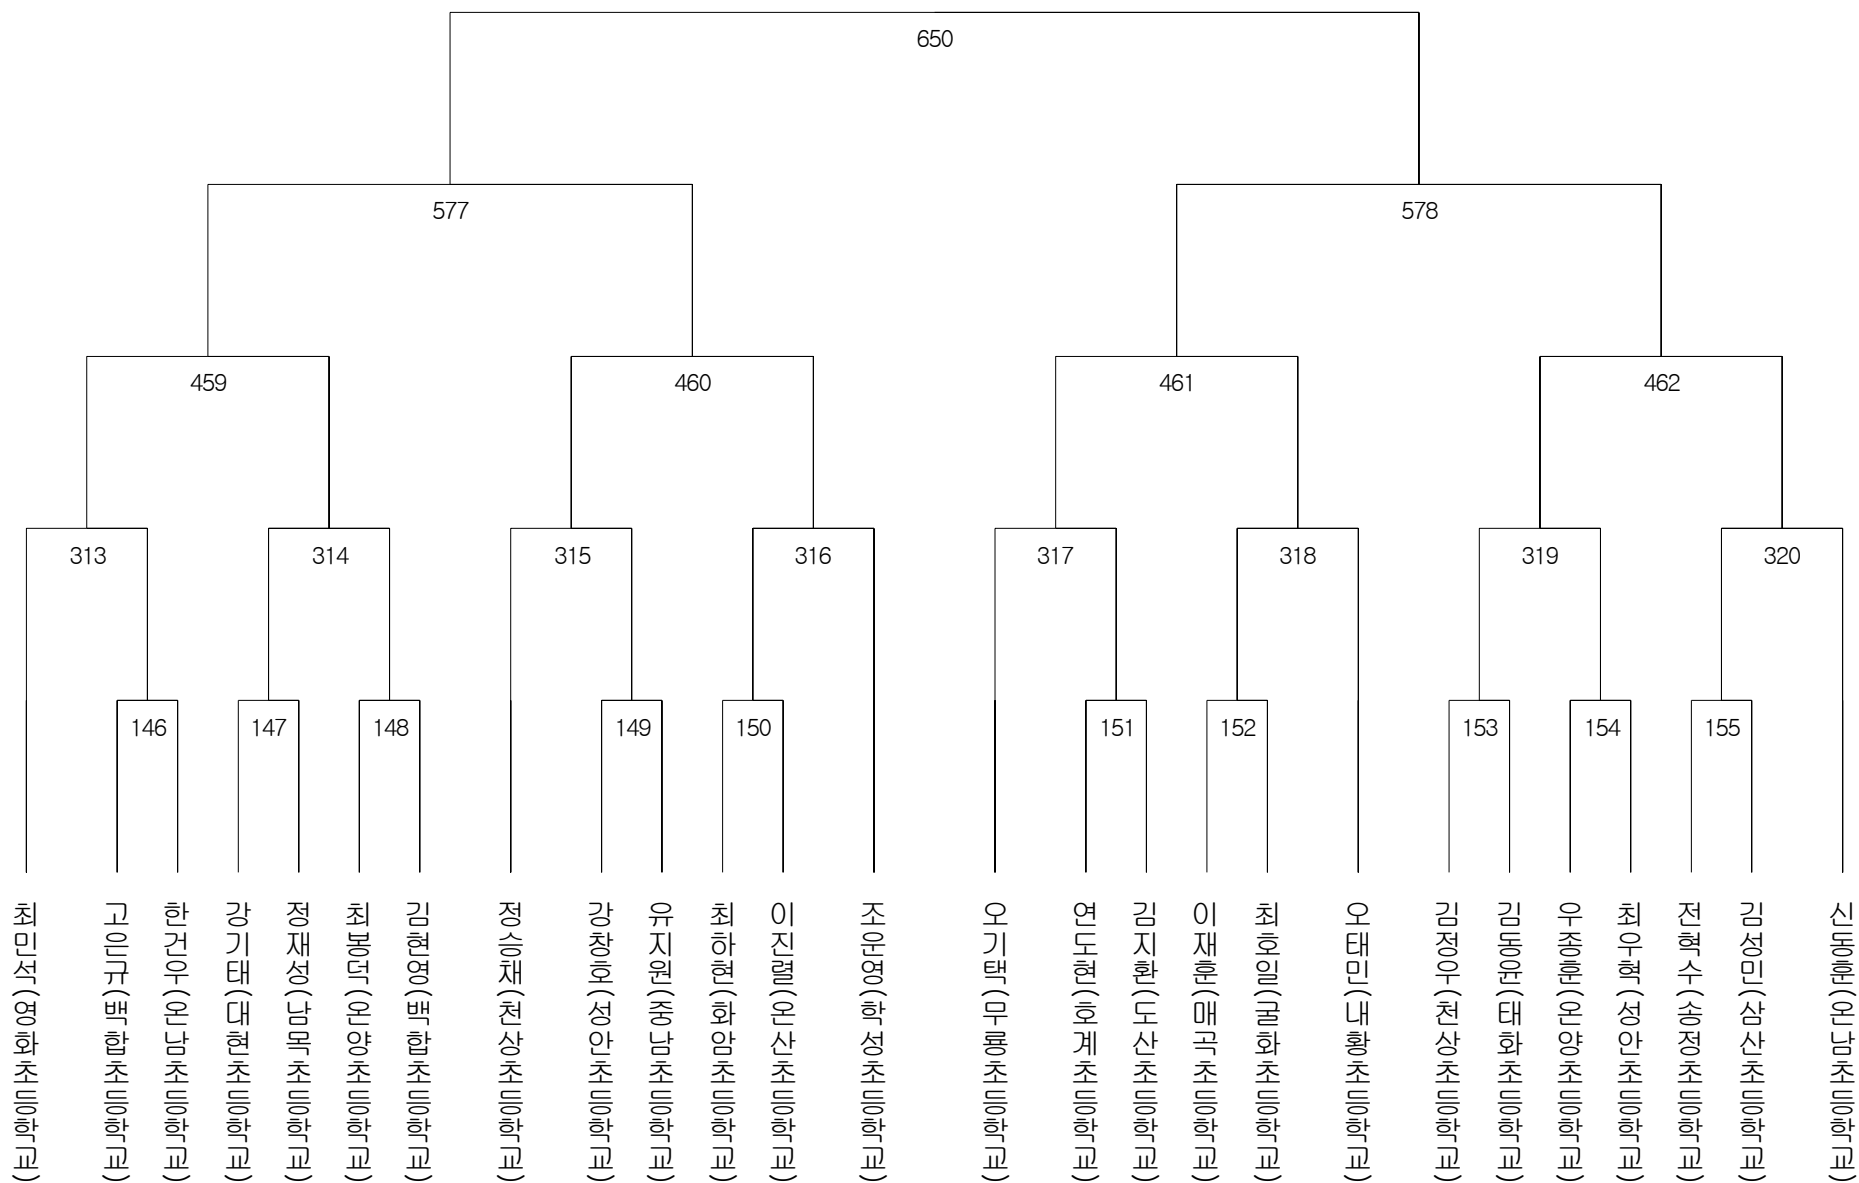 650
577
578
459
460
461
462
313
314
315
316
317
318
319
320
146
147
148
149
150
151
152
153
154
155
최민석(영화초등학교)
고은규(백합초등학교)
한건우(온남초등학교)
강기태(대현초등학교)
정재성(남목초등학교)
최봉덕(온양초등학교)
김현영(백합초등학교)
정승채(천상초등학교)
강창호(성안초등학교)
유지원(중남초등학교)
최하현(화암초등학교)
이진렬(온산초등학교)
조운영(학성초등학교)
오기택(무룡초등학교)
연도현(호계초등학교)
김지환(도산초등학교)
이재훈(매곡초등학교)
최호일(굴화초등학교)
오태민(내황초등학교)
김정우(천상초등학교)
김동윤(태화초등학교)
우종훈(온양초등학교)
최우혁(성안초등학교)
전혁수(송정초등학교)
김성민(삼산초등학교)
신동훈(온남초등학교)